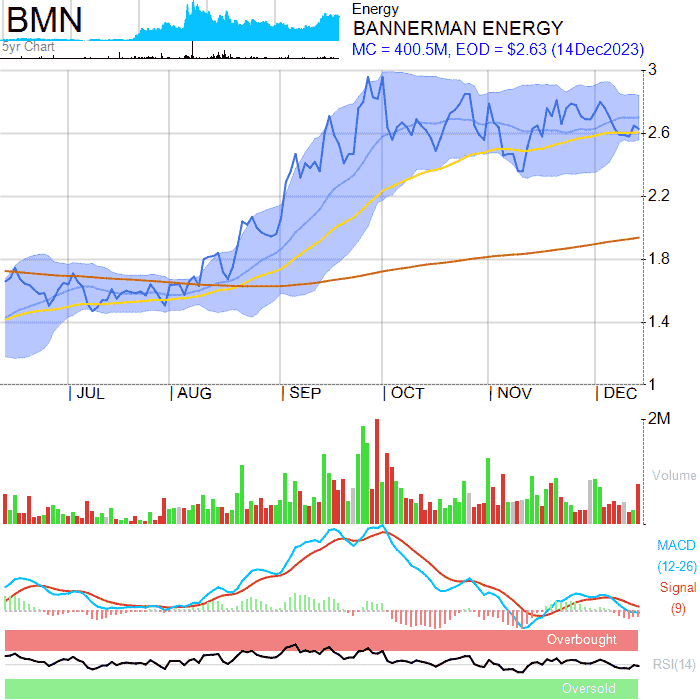 BMN
5yr Chart
Energy
BANNERMAN ENERGY
MC = 400.5M, EOD = $2.63 (14Dec2023)
3
2.6
2.2
1.8
1.4
1
JUL AUG SEP OCT NOV DEC
2M
Volume
MACD
(12-26)
Signal
(9)
Overbought
RSI(14)
Oversold